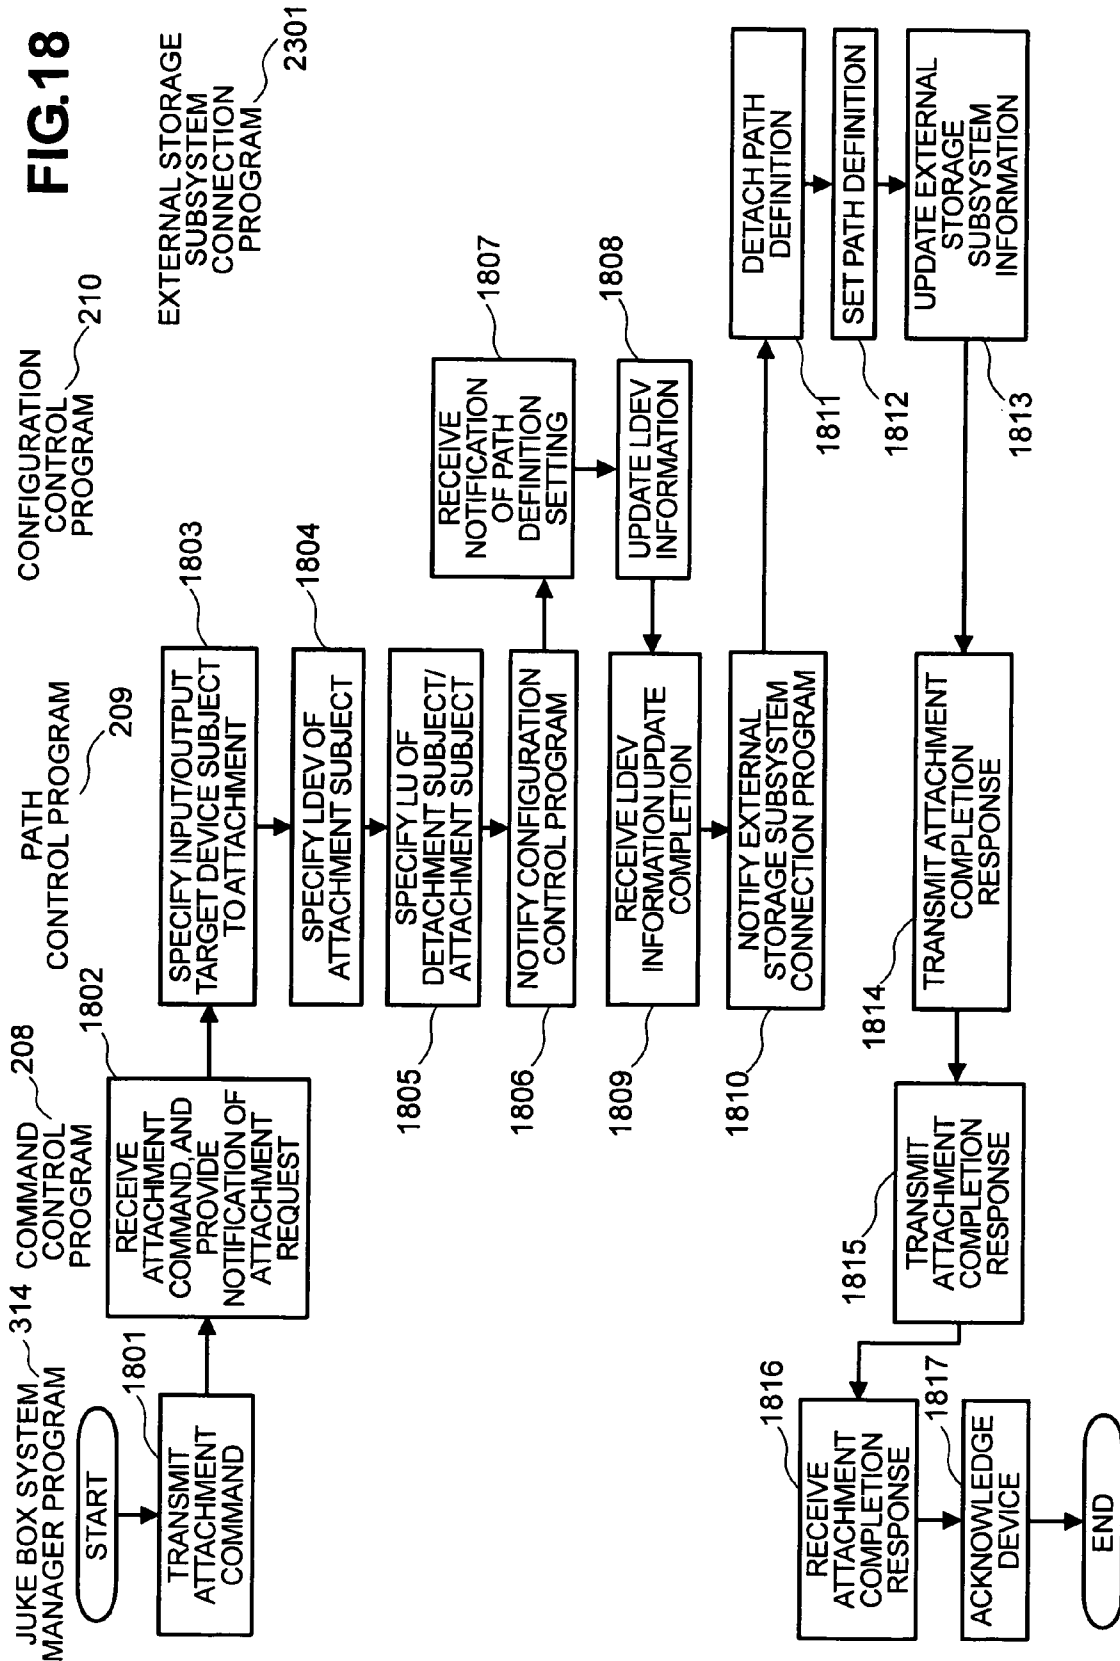 FIG.18
JUKE BOX SYSTEM
MANAGER PROGRAM
314
COMMAND
CONTROL
PROGRAM
208
PATH
CONTROL PROGRAM
209
CONFIGURATION
CONTROL
PROGRAM
210
EXTERNAL STORAGE
SUBSYSTEM
CONNECTION
PROGRAM
2301
START
1801
TRANSMIT
ATTACHMENT
COMMAND
1802
RECEIVE
ATTACHMENT
COMMAND, AND
PROVIDE
NOTIFICATION OF
ATTACHMENT
REQUEST
1803
SPECIFY INPUT/OUTPUT
TARGET DEVICE SUBJECT
TO ATTACHMENT
1804
SPECIFY LDEV OF
ATTACHMENT SUBJECT
SPECIFY LU OF
DETACHMENT SUBJECT/
ATTACHMENT SUBJECT
1805
NOTIFY CONFIGURATION
CONTROL PROGRAM
1806
1807
RECEIVE
NOTIFICATION
OF PATH
DEFINITION
SETTING
1808
UPDATE LDEV
INFORMATION
RECEIVE LDEV
INFORMATION UPDATE
COMPLETION
1809
NOTIFY EXTERNAL
STORAGE SUBSYSTEM
CONNECTION PROGRAM
1810
DETACH PATH
DEFINITION
1811
SET PATH DEFINITION
1812
UPDATE EXTERNAL
STORAGE
SUBSYSTEM
INFORMATION
1813
TRANSMIT ATTACHMENT
COMPLETION
RESPONSE
1814
TRANSMIT
ATTACHMENT
COMPLETION
RESPONSE
1815
1816
RECEIVE
ATTACHMENT
COMPLETION
RESPONSE
1817
ACKNOWLEDGE
DEVICE
END